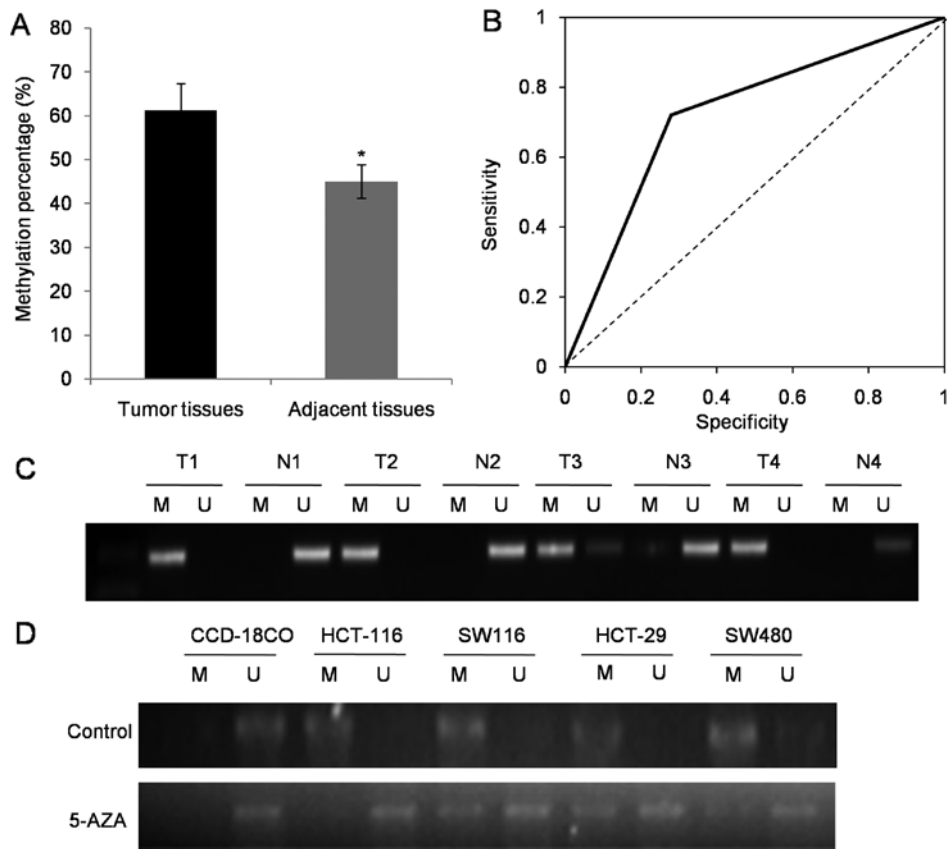 A
Methylation percentage (%)
80
70
60
50
40
30
20
10
0
*
Tumor tissues Adjacent tissues
B
Sensitivity
1
0.8
0.6
0.4
0.2
0
0 0.2 0.4 0.6 0.8 1
Specificity
C
T1 N1 T2 N2 T3 N3 T4 N4
M U M U M U M U M U M U M U M U
D
CCD-18CO HCT-116 SW116 HCT-29 SW480
M U M U M U M U M U
Control
5-AZA